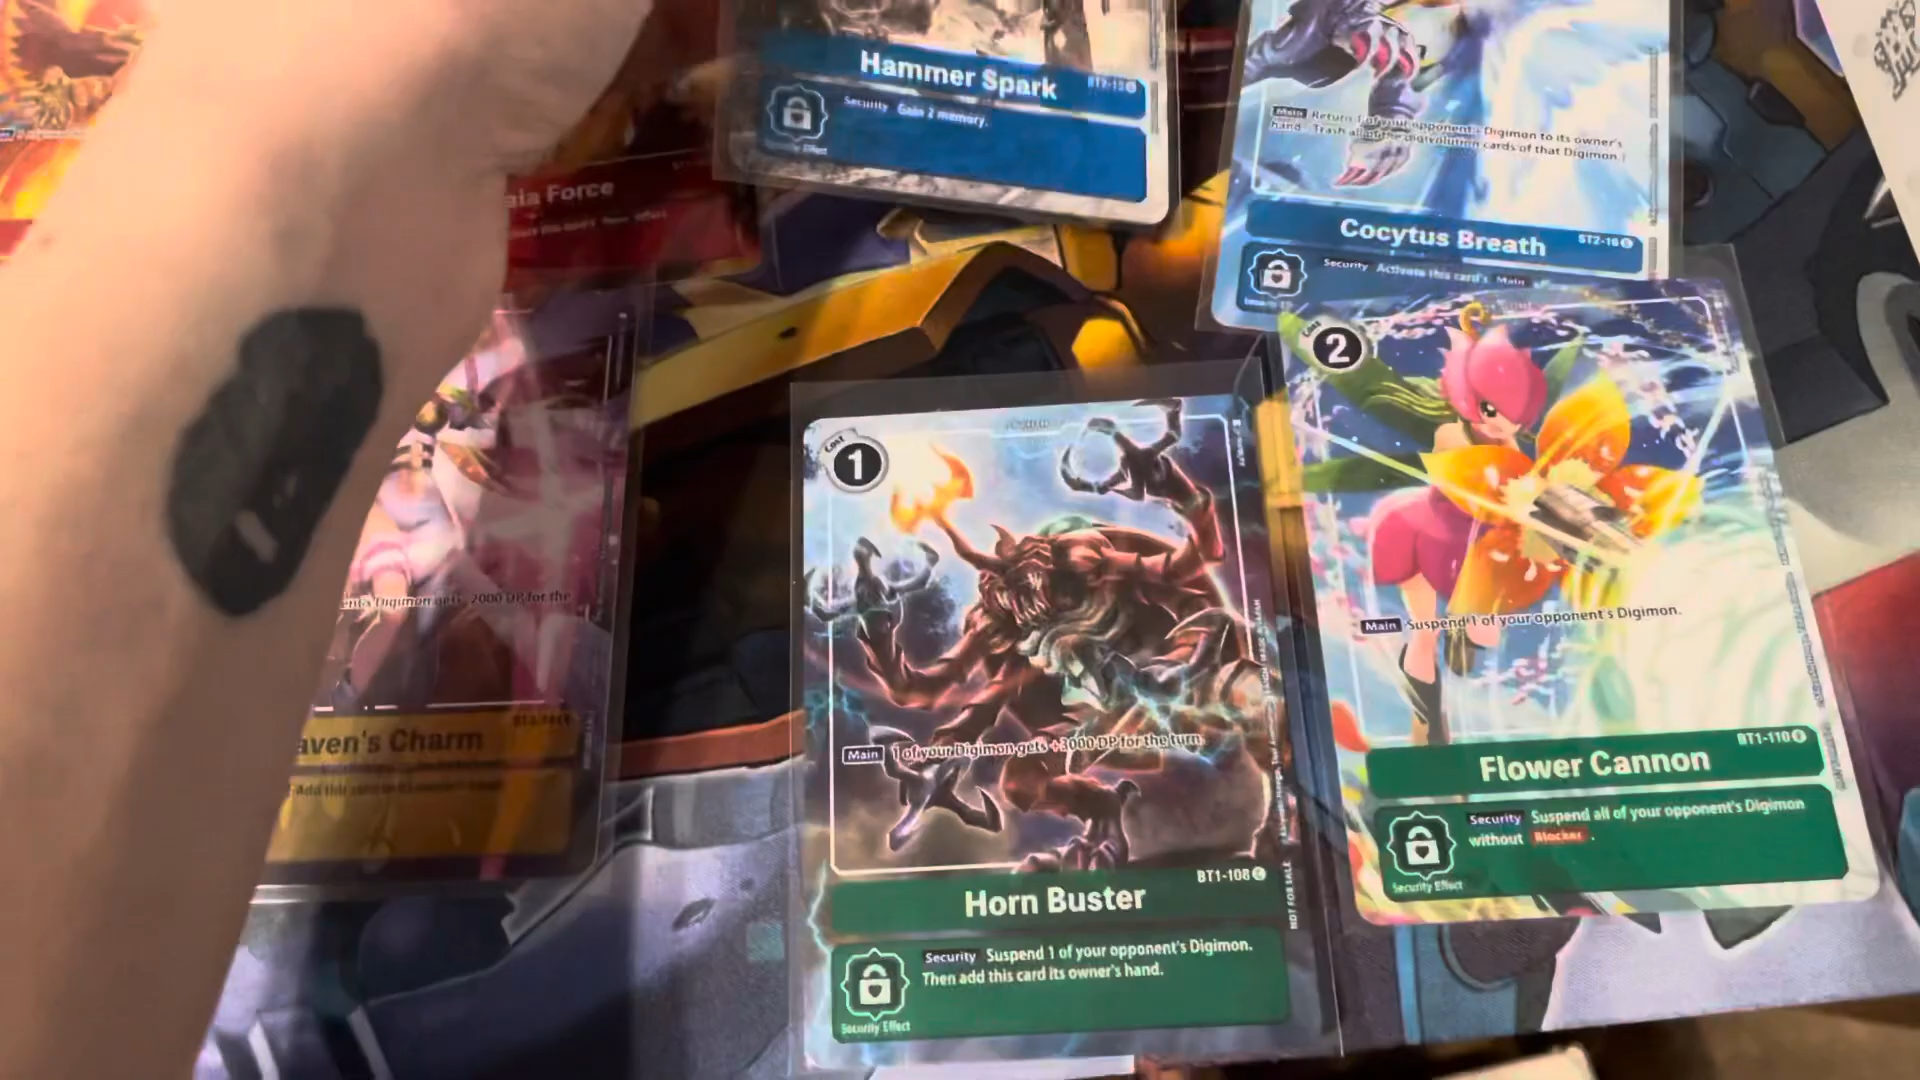 Hammer Spark
Security Gain 2 memory.
Main Return 1 of your opponent's Digimon to its owner's
hand. Trash all of the digivolution cards of that Digimon.
Cocytus Breath
ST2-16
Security Activate this card's Main
aia Force
Digimon gets 2000 DP for the
aven's Charm
Cost
1
Main 1 of your Digimon gets +3000 DP for the turn.
BT1-108 C
Horn Buster
Security Suspend 1 of your opponent's Digimon.
Then add this card its owner's hand.
Security Effect
NOT FOR SALE
Cost
2
Main Suspend 1 of your opponent's Digimon.
BT1-110
Flower Cannon
Security Suspend all of your opponent's Digimon
without Blocker .
Security Effect